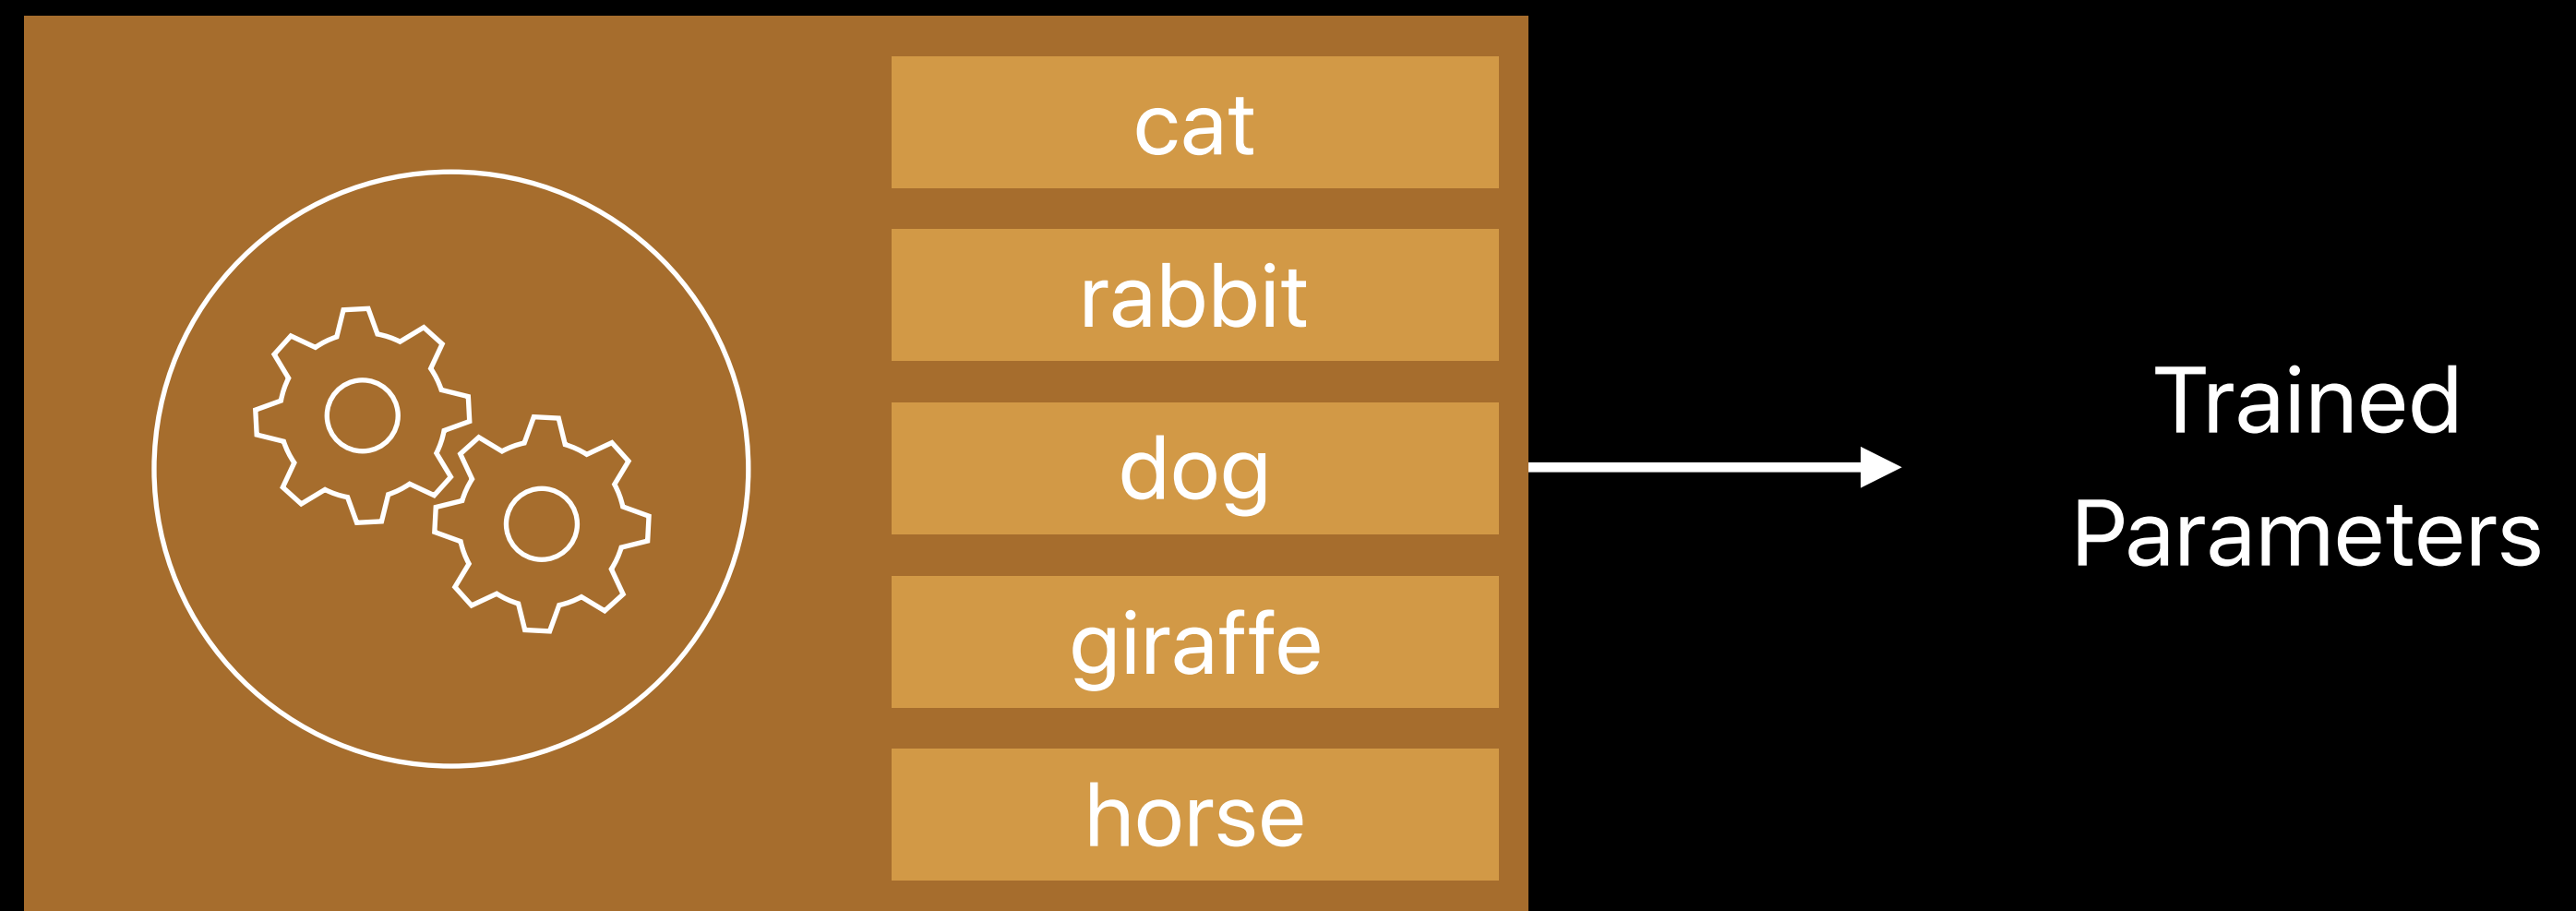 cat
rabbit
dog
giraffe
horse
Trained
Parameters